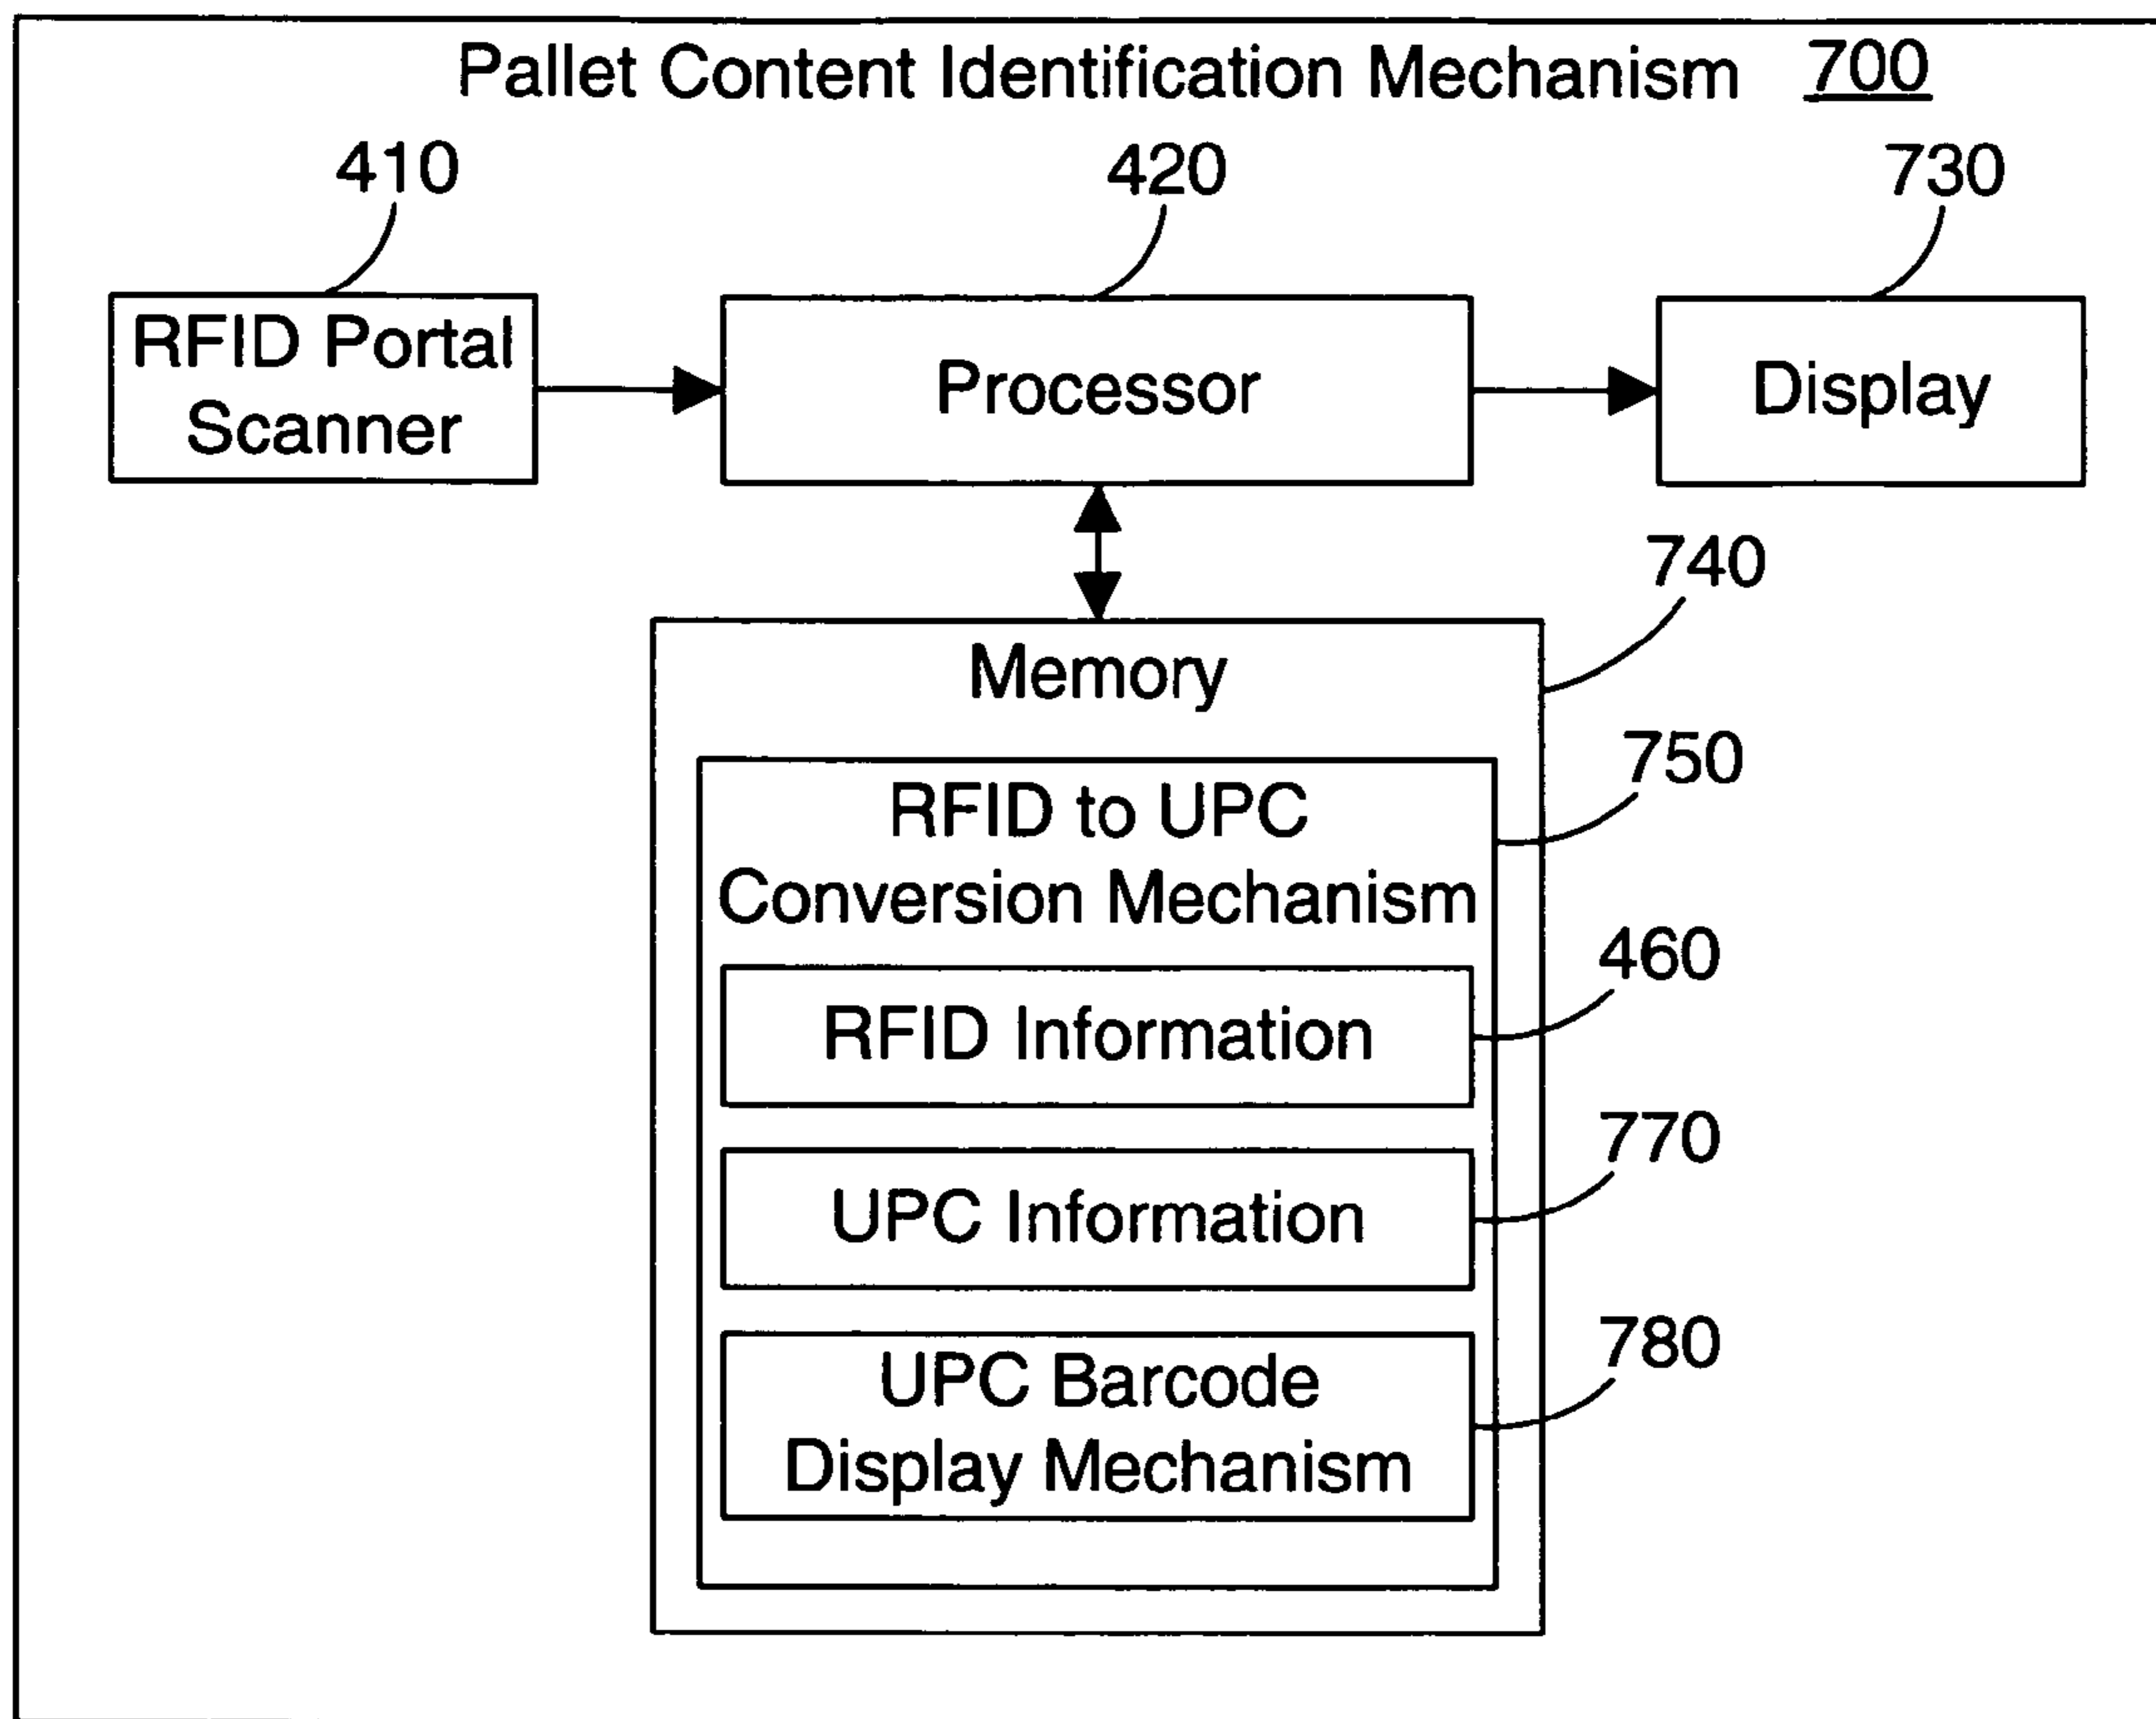 Pallet Content Identification Mechanism 700
410
420
730
RFID Portal
Scanner
Processor
Display
740
Memory
750
RFID to UPC
Conversion Mechanism
460
RFID Information
770
UPC Information
780
UPC Barcode
Display Mechanism